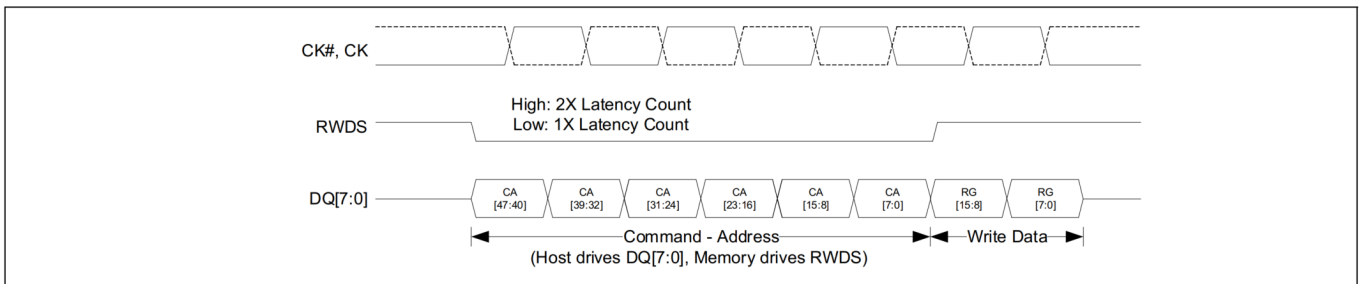 CK#, CK
High: 2X Latency Count
Low: 1X Latency Count
RWDS
DQ[7:0]
CA CA CA CA CA CA RG RG
[47:40] [39:32] [31:24] [23:16] [15:8] [7:0] [15:8] [7:0]
Command - Address Write Data
(Host drives DQ[7:0], Memory drives RWDS)